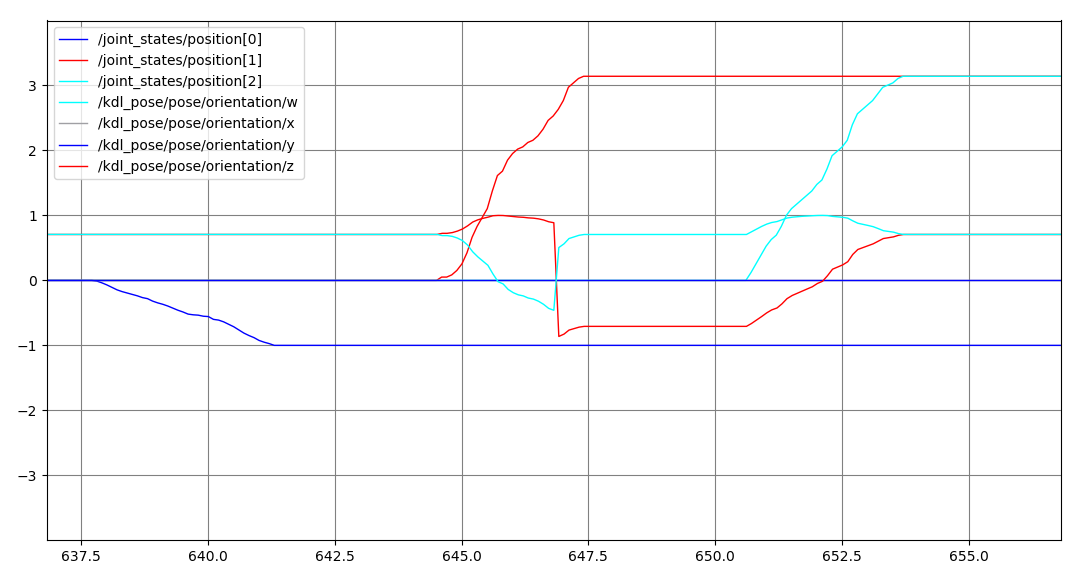 /joint_states/position[0]
/joint_states/position[1]
/joint_states/position[2]
/kdl_pose/pose/orientation/w
/kdl_pose/pose/orientation/x
/kdl_pose/pose/orientation/y
/kdl_pose/pose/orientation/z
3
2
1
0
−1
−2
−3
637.5 640.0 642.5 645.0 647.5 650.0 652.5 655.0